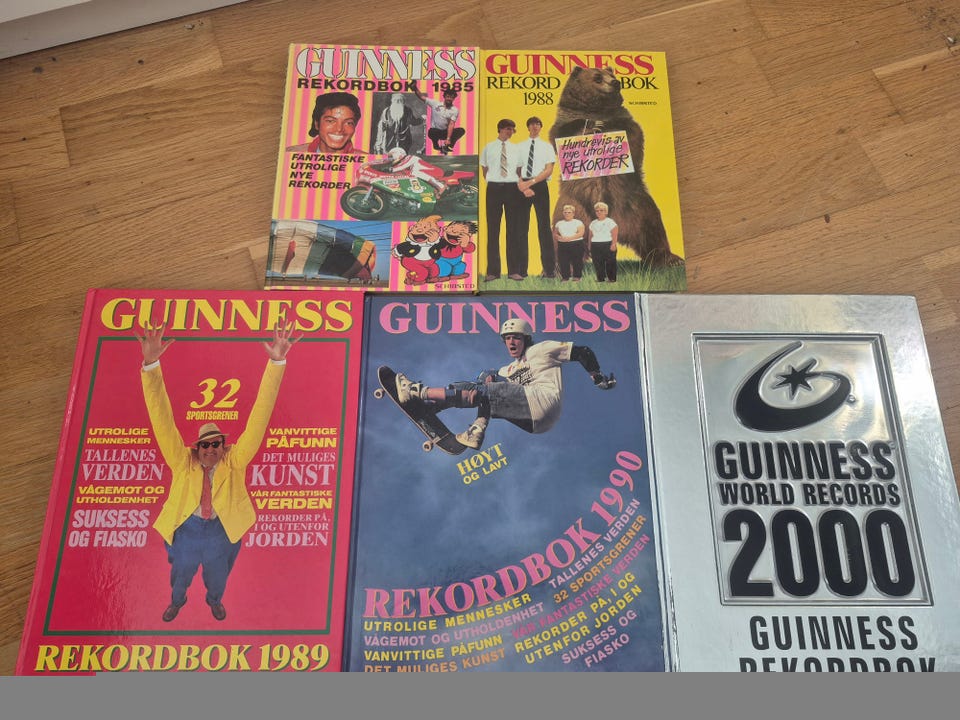 GUINNESS
REKORDBOK 1985
FANTASTISKE
UTROLIGE
NYE
REKORDER
SCHIBSTED
GUINNESS
REKORD BOK
1988
SCHIBSTED
Hundrevis av
nye utrolige
REKORDER
GUINNESS
32
SPORTSGRENER
UTROLIGE
MENNESKER
TALLENES
VERDEN
VÅGEMOT OG
UTHOLDENHET
SUKSESS
OG FIASKO
VANVITTIGE
PÅFUNN
DET MULIGES
KUNST
VÅR FANTASTISKE
VERDEN
REKORDER PÅ,
I OG UTENFOR
JORDEN
REKORDBOK 1989
GUINNESS
HØYT
OG LAVT
REKORDBOK 1990
UTROLIGE MENNESKER
TALLENES VERDEN
VÅGEMOT OG UTHOLDENHET
32 SPORTSGRENER
VANVITTIGE PÅFUNN
VÅR FANTASTISKE VERDEN
DET MULIGES KUNST
REKORDER PÅ, I OG
UTENFOR JORDEN
SUKSESS OG
FIASKO
GUINNESS
WORLD RECORDS
2000
GUINNESS
REKORDBOK